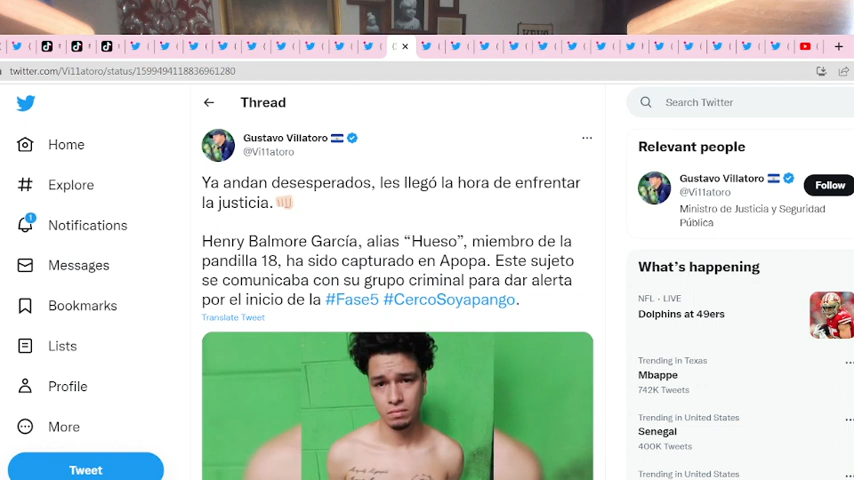 twitter.com/Vi11atoro/status/1599494118836961280
Home
Explore
1
Notifications
Messages
Bookmarks
Lists
Profile
More
Tweet
Thread
Gustavo Villatoro
@Vi11atoro
Ya andan desesperados, les llegó la hora de enfrentar
la justicia.
Henry Balmore García, alias “Hueso”, miembro de la
pandilla 18, ha sido capturado en Apopa. Este sujeto
se comunicaba con su grupo criminal para dar alerta
por el inicio de la #Fase5 #CercoSoyapango.
Translate Tweet
Search Twitter
Relevant people
Gustavo Villatoro
@Vi11atoro
Follow
Ministro de Justicia y Seguridad
Pública
What's happening
NFL · LIVE
Dolphins at 49ers
Trending in Texas
Mbappe
742K Tweets
Trending in United States
Senegal
400K Tweets
Trending in United States